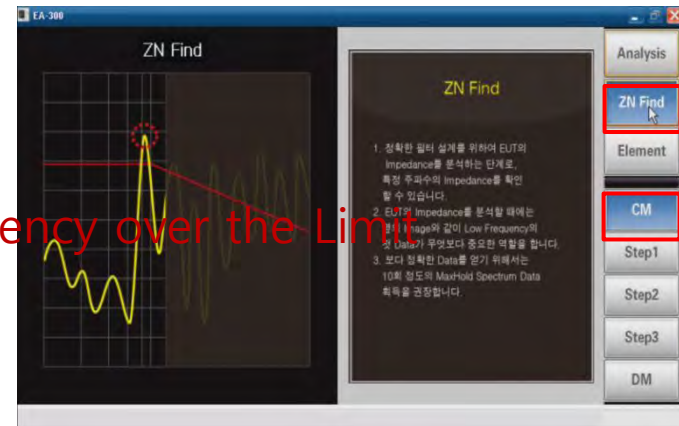 EA-300
ZN Find
ZN Find
1. 정확한 필터 설계를 위하여 EUT의
Impedance를 분석하는 단계로,
특정 주파수의 Impedance를 확인
할 수 있습니다.
2. EUT의 Impedance를 분석할 때에는
Image와 같이 Low Frequency의
첫 Data가 무엇보다 중요한 역할을 합니다.
3. 보다 정확한 Data를 얻기 위해서는
10회 정도의 MaxHold Spectrum Data
획득을 권장합니다.
ency over the Limit
Analysis
ZN Find
Element
CM
Step1
Step2
Step3
DM